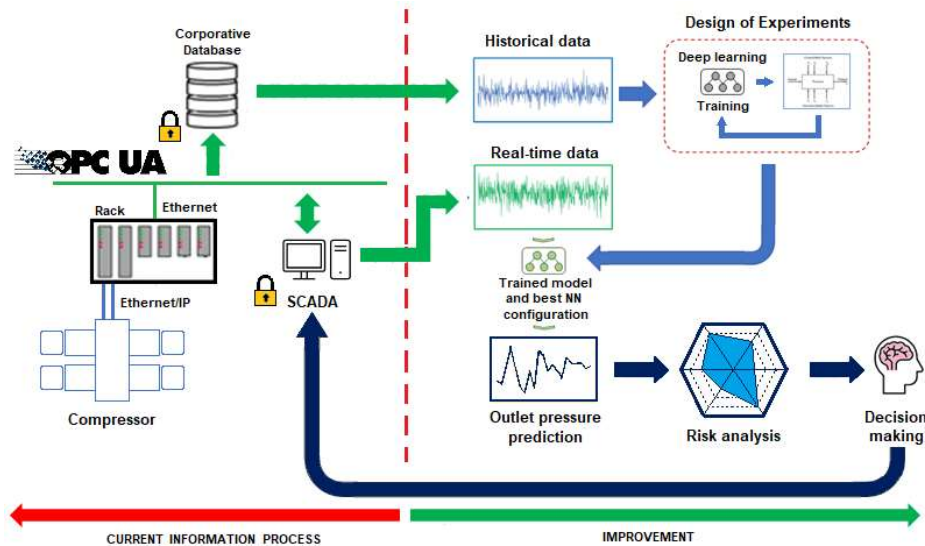 Corporative
Database
Historical data
Design of Experiments
Deep learning
Training
OPC UA
Real-time data
Rack
Ethernet
Ethernet/IP
SCADA
Trained model
and best NN
configuration
Compressor
Outlet pressure
prediction
Risk analysis
Decision
making
CURRENT INFORMATION PROCESS
IMPROVEMENT